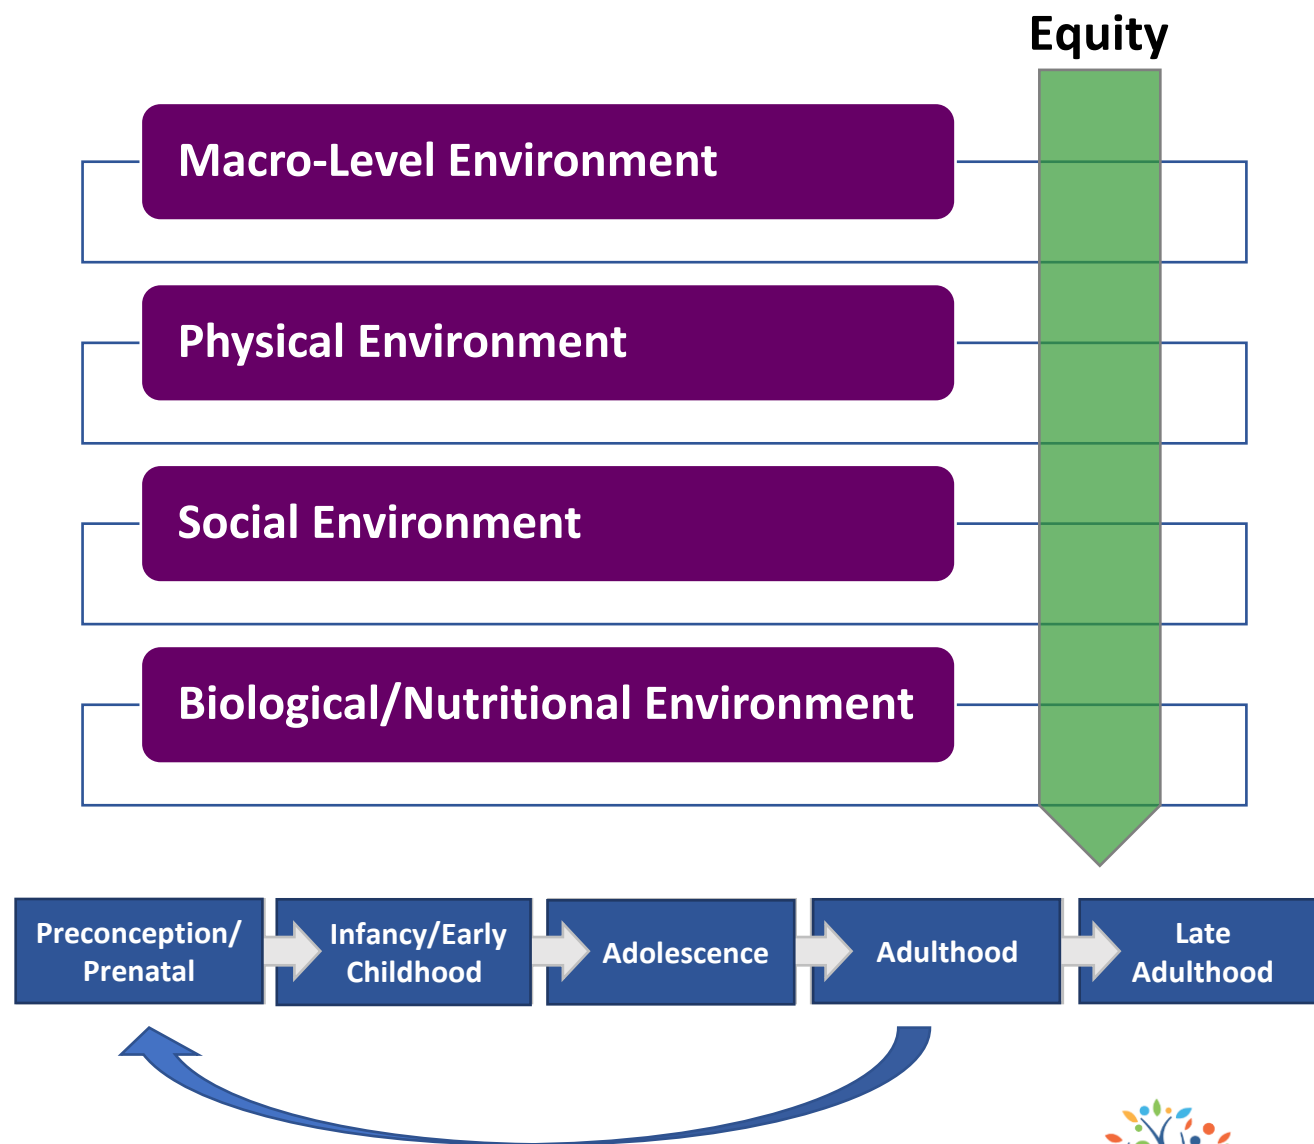 Equity
Macro-Level Environment
Physical Environment
Social Environment
Biological/Nutritional Environment
Preconception/
Prenatal
Infancy/Early
Childhood
Adolescence
Adulthood
Late
Adulthood